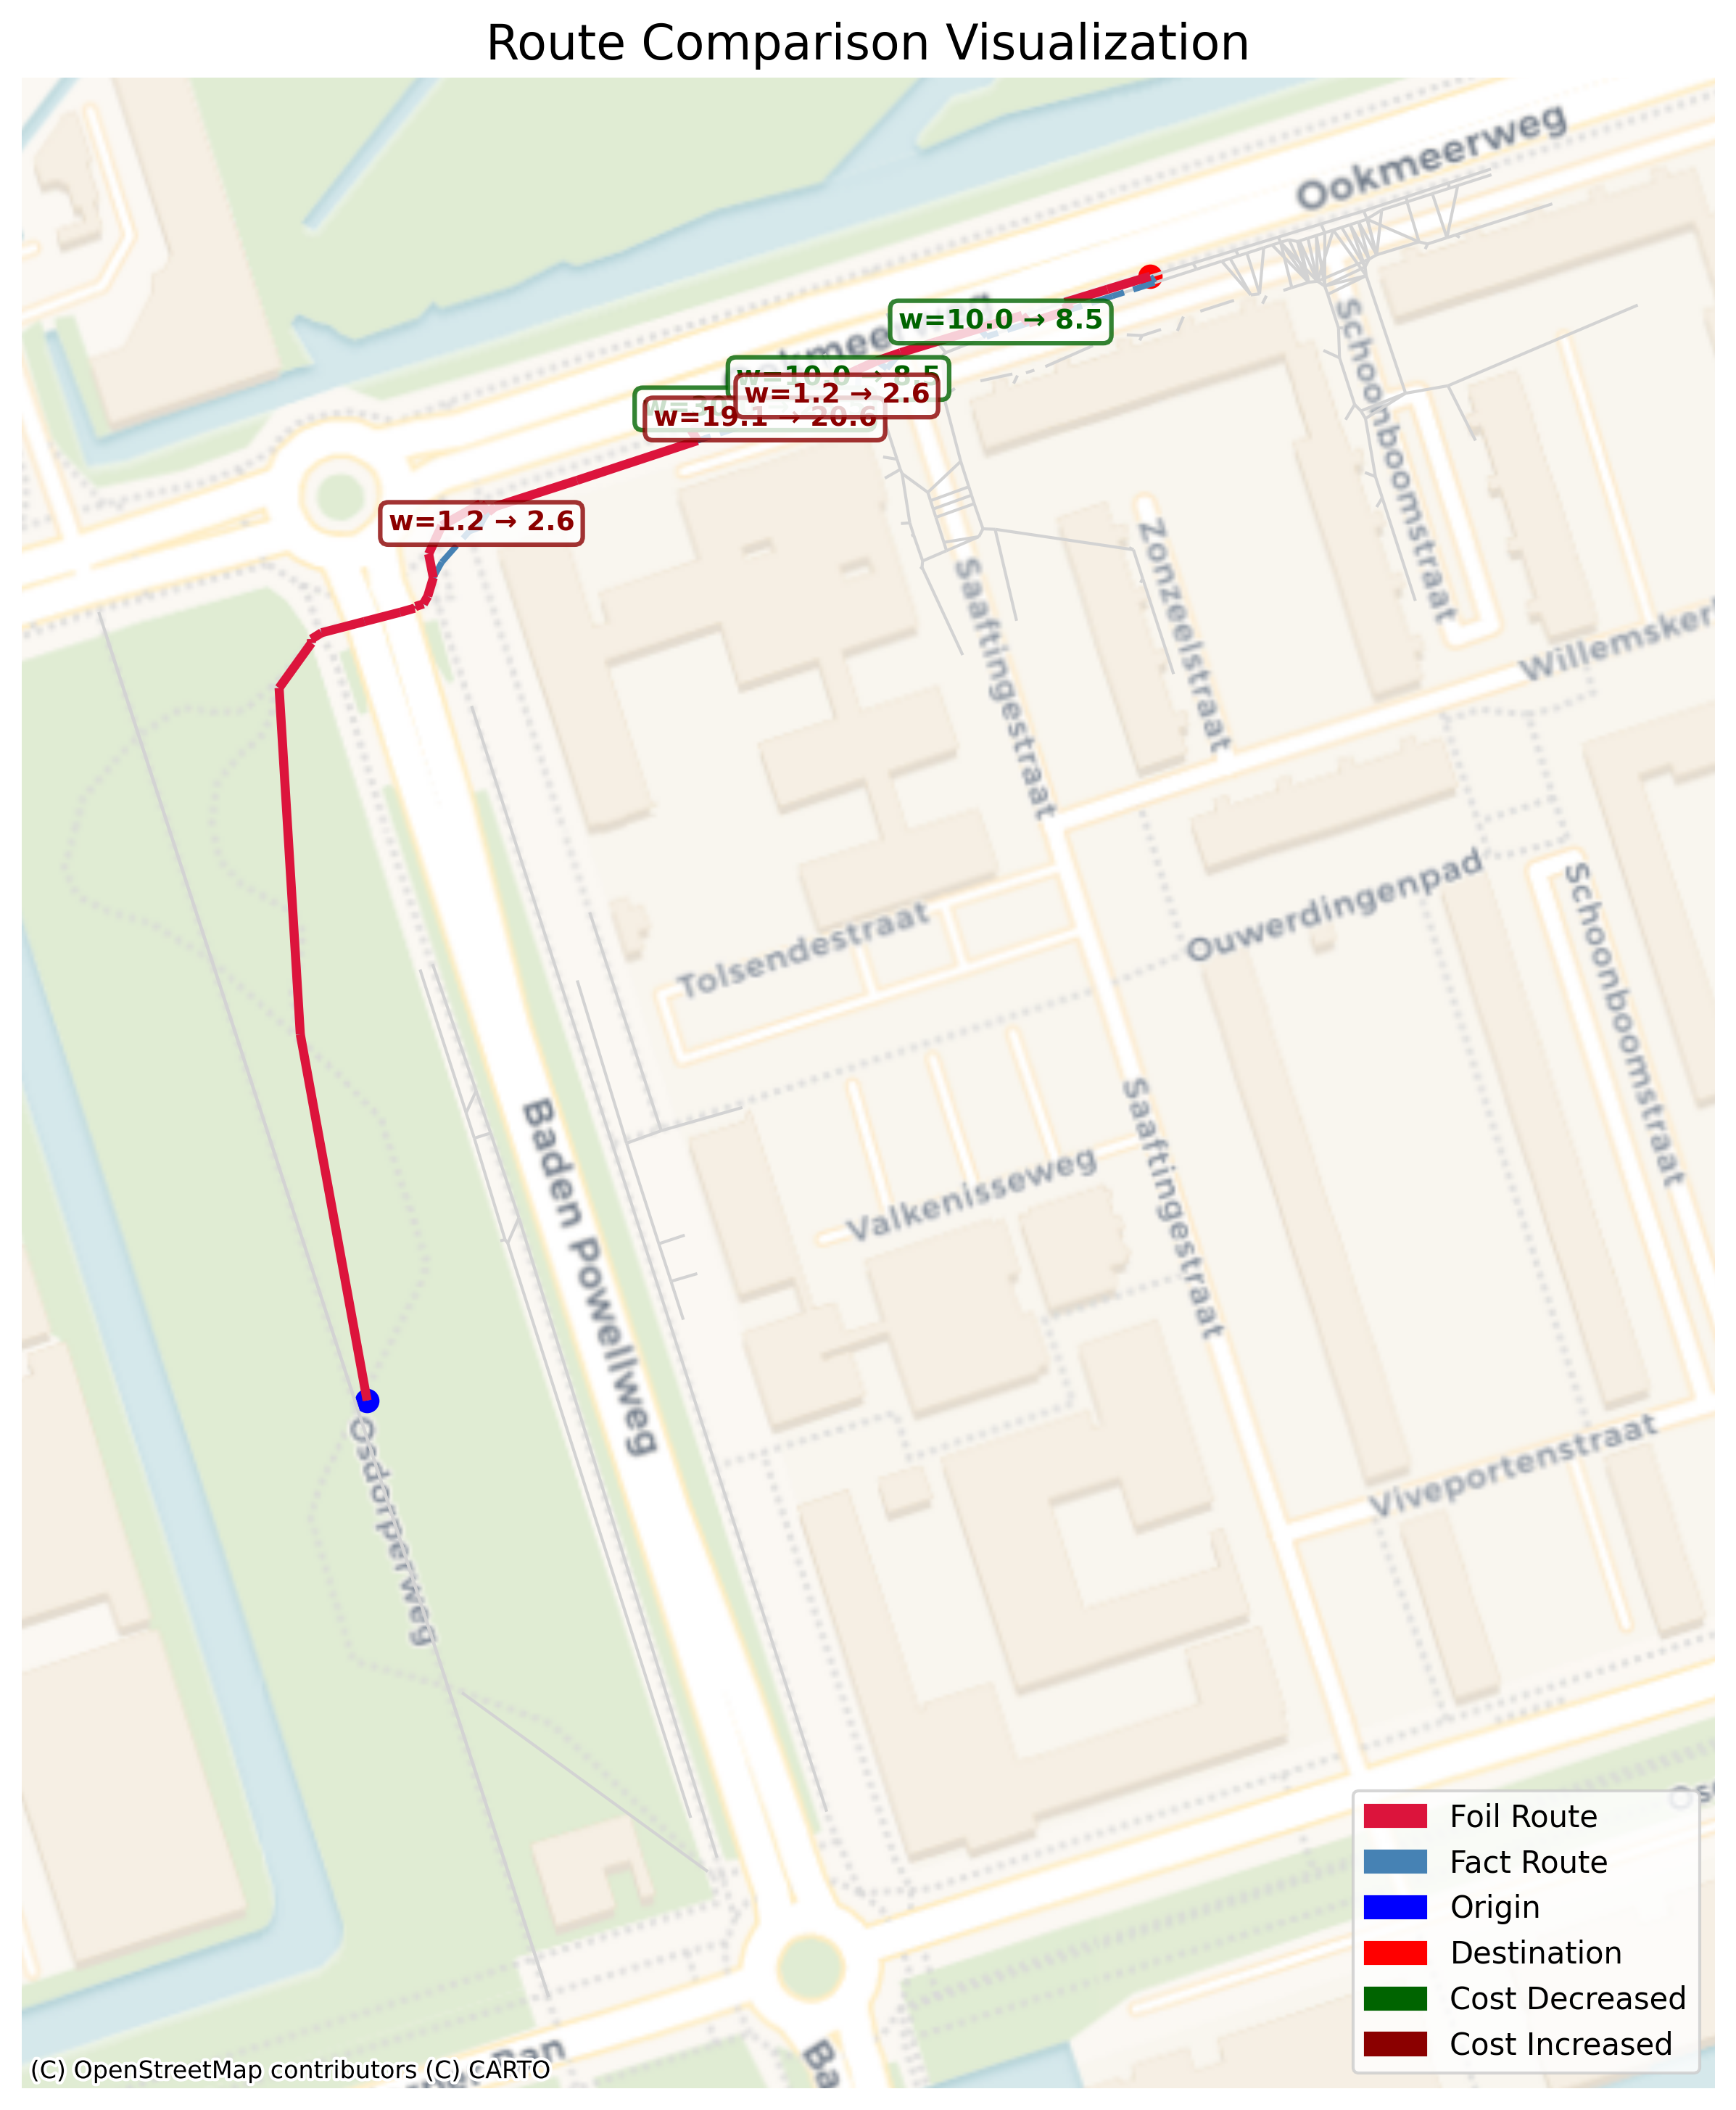 Route Comparison Visualization
Ookmeerweg
w=10.0 → 8.5
w=10.0 → 8.5
w=1.2 → 2.6
w=19.1 → 20.6
w=1.2 → 2.6
Schoonboomstraat
Zonzeelstraat
Saaftingestraat
Tolsendestraat
Ouwerdingenpad
Schoonboomstraat
Baden Powellweg
Valkenisseweg
Saaftingestraat
Osdorperweg
Viveportenstraat
Foil Route
Fact Route
Origin
Destination
Cost Decreased
Cost Increased
(C) OpenStreetMap contributors (C) CARTO